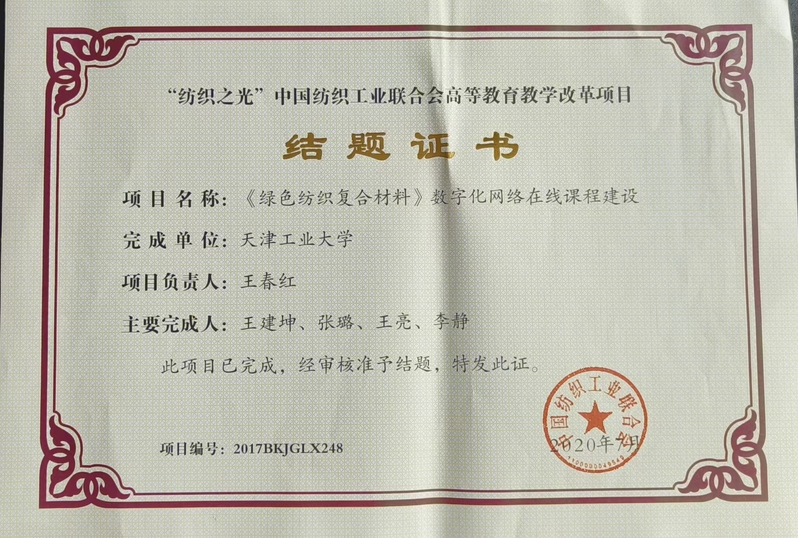 “纺织之光”中国纺织工业联合会高等教育教学改革项目
结题证书
项目名称：《绿色纺织复合材料》数字化网络在线课程建设
完成单位：天津工业大学
项目负责人：王春红
主要完成人：王建坤、张璐、王亮、李静
此项目已完成，经审核准予结题，特发此证。
中国纺织工业联合会
项目编号：2017BKJGLX248
2020年7月